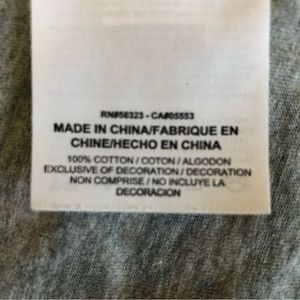 RN#56323 - CA#05553
MADE IN CHINA/FABRIQUE EN
CHINE/HECHO EN CHINA
100% COTTON / COTON / ALGODON
EXCLUSIVE OF DECORATION / DECORATION
NON COMPRISE / NO INCLUYE LA
DECORACION